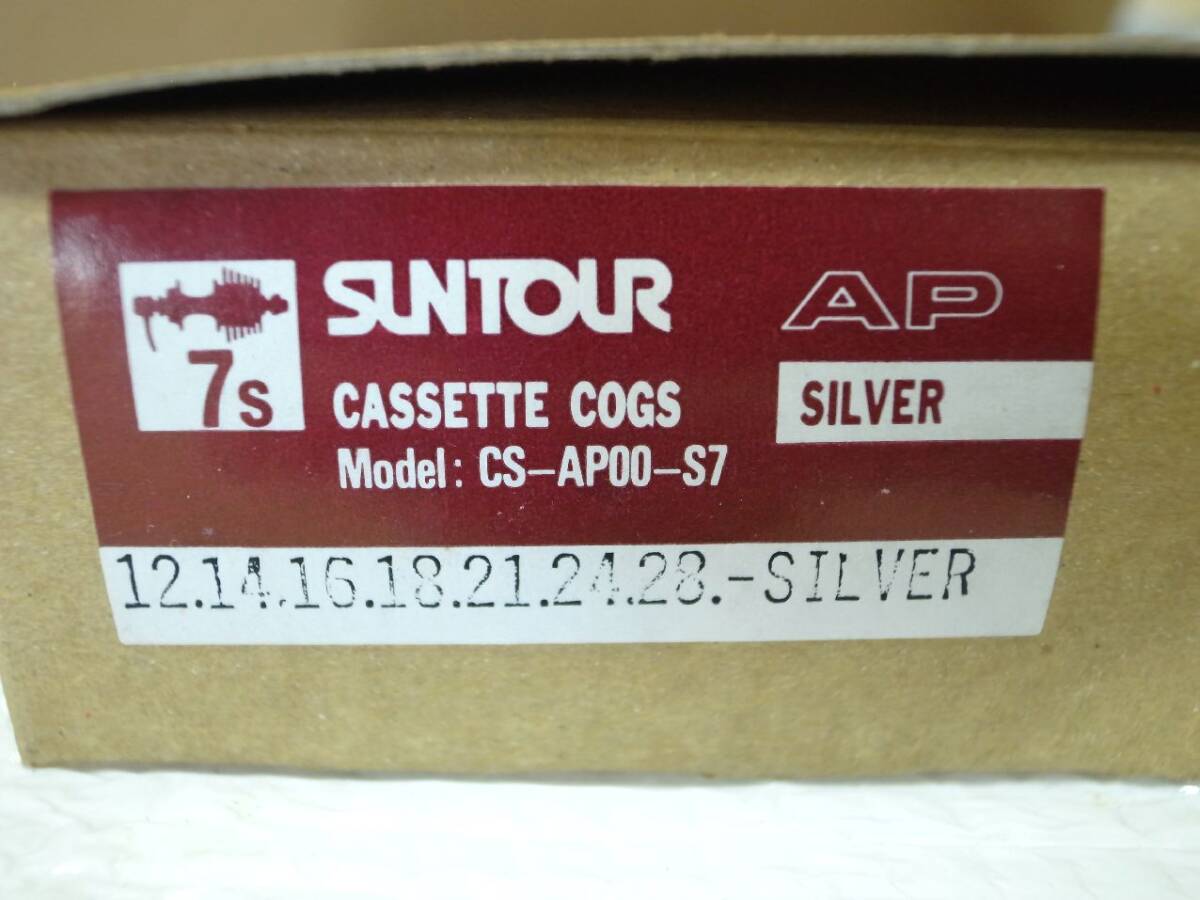 7s
SUNTOUR
AP
CASSETTE COGS
SILVER
Model: CS-AP00-S7
12.14.16.18.21.24.28.-SILVER